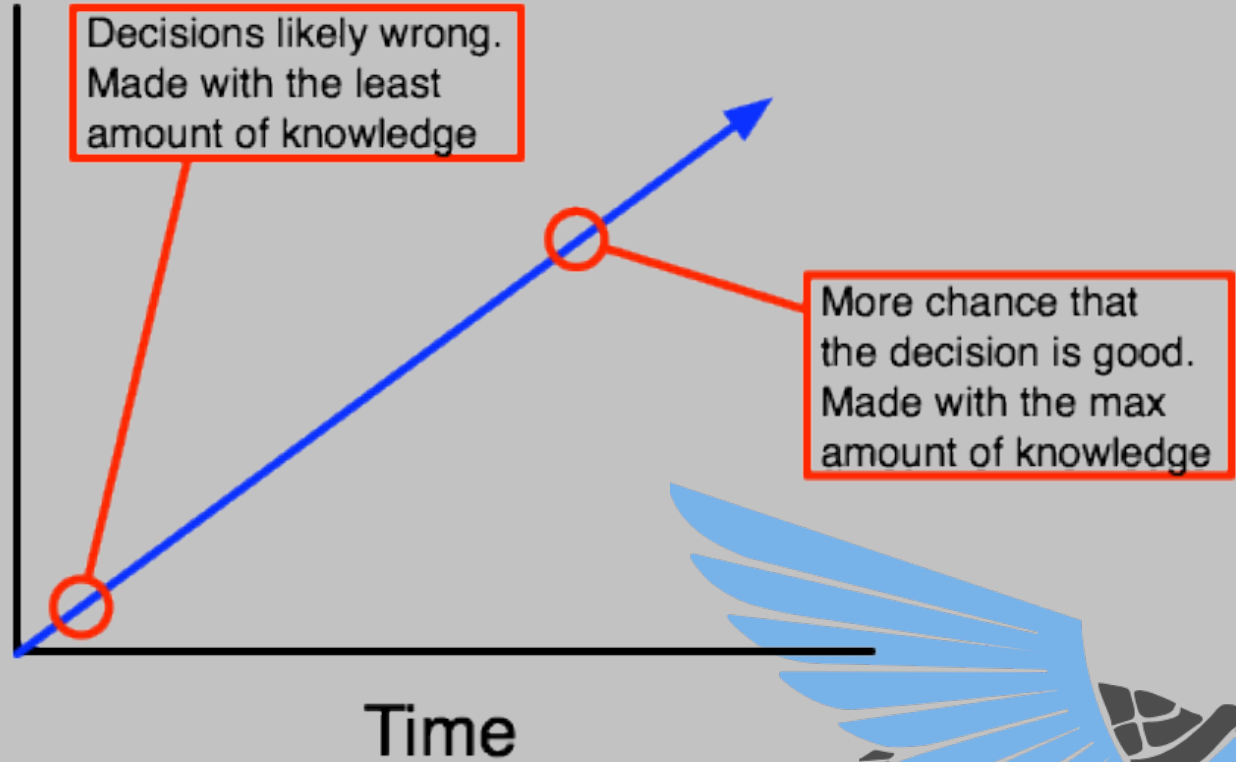 Decisions likely wrong.
Made with the least
amount of knowledge
More chance that
the decision is good.
Made with the max
amount of knowledge
Time